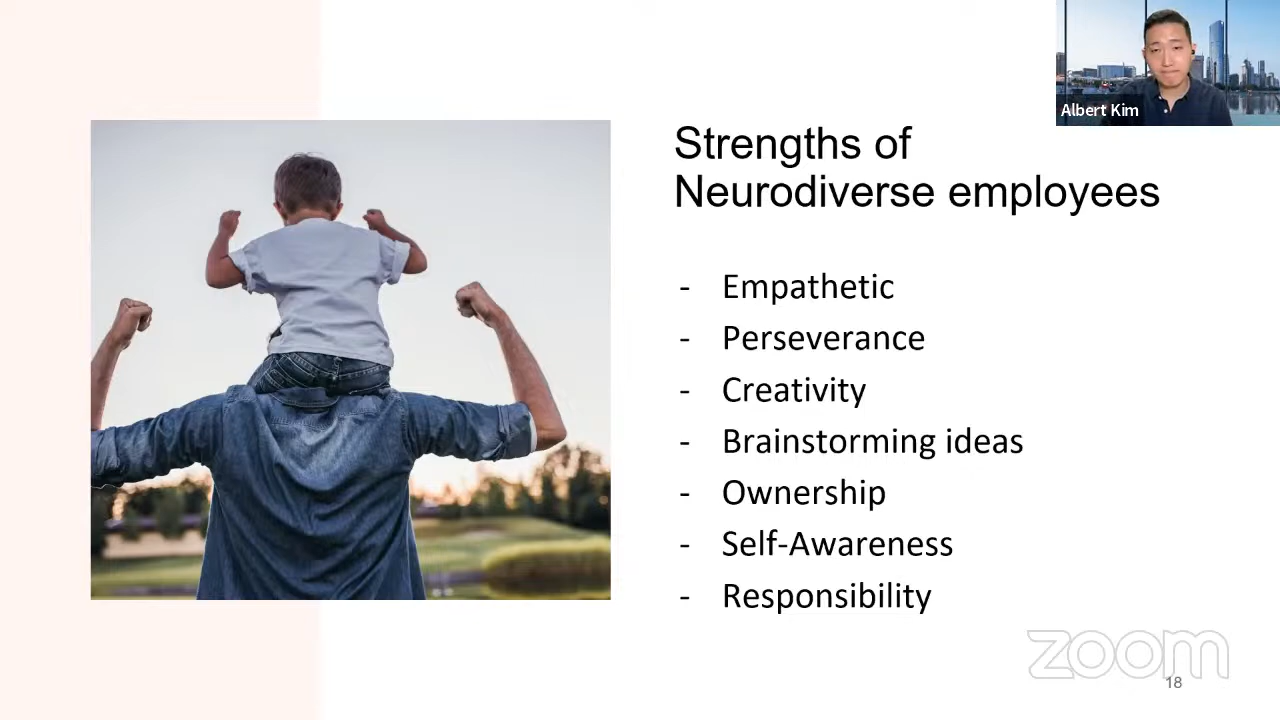 Albert Kim
Strengths of
Neurodiverse employees
- Empathetic
- Perseverance
- Creativity
- Brainstorming ideas
- Ownership
- Self-Awareness
- Responsibility
zoom
18